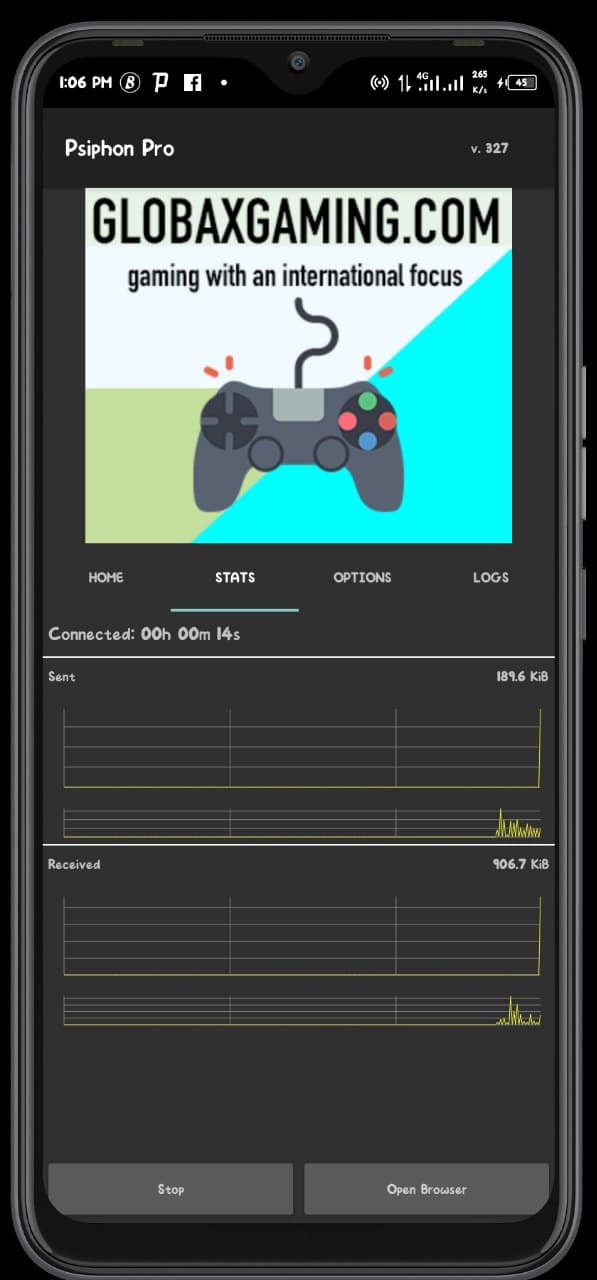 1:06 PM 4G 265 K/s 45
Psiphon Pro v. 327
GLOBAXGAMING.COM
gaming with an international focus
HOME STATS OPTIONS LOGS
Connected: 00h 00m 14s
Sent 189.6 KiB
Received 906.7 KiB
Stop Open Browser